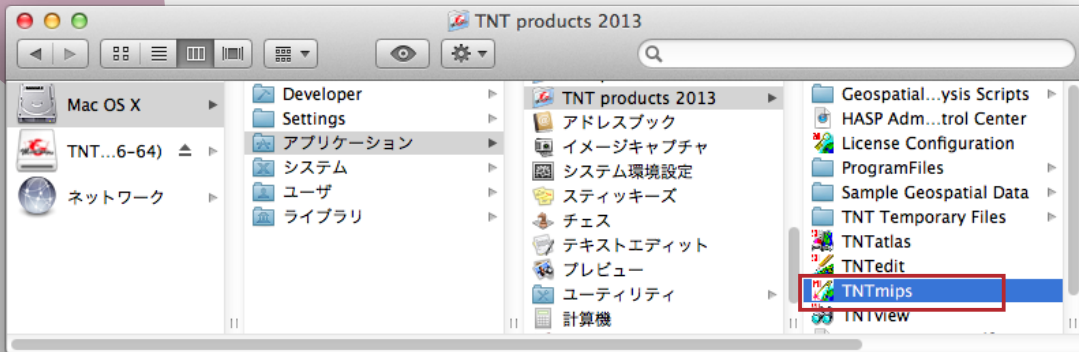 TNT products 2013
Mac OS X
TNT...6-64)
ネットワーク
Developer
Settings
アプリケーション
システム
ユーザ
ライブラリ
TNT products 2013
アドレスブック
イメージキャプチャ
システム環境設定
スティッキーズ
チェス
テキストエディット
プレビュー
ユーティリティ
計算機
Geospatial...ysis Scripts
HASP Adm...trol Center
License Configuration
ProgramFiles
Sample Geospatial Data
TNT Temporary Files
TNTatlas
TNTedit
TNTmips
TNTview